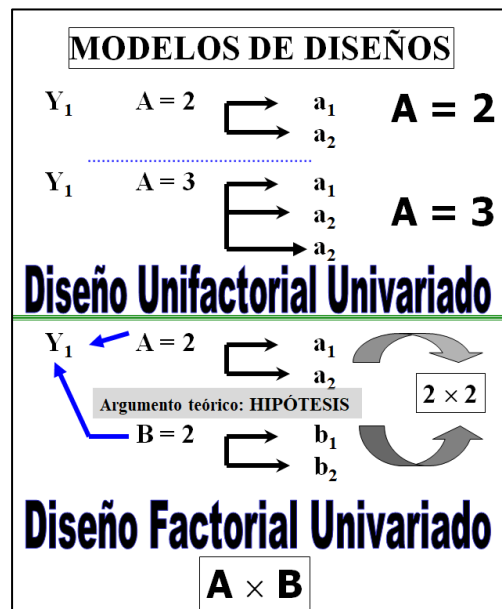 MODELOS DE DISEÑOS
Y1 A = 2 a1 A = 2
a2
Y1 A = 3 a1
a2 A = 3
a2
Diseño Unifactorial Univariado
Y1 A = 2 a1
a2 2 × 2
Argumento teórico: HIPÓTESIS
B = 2 b1
b2
Diseño Factorial Univariado
A × B